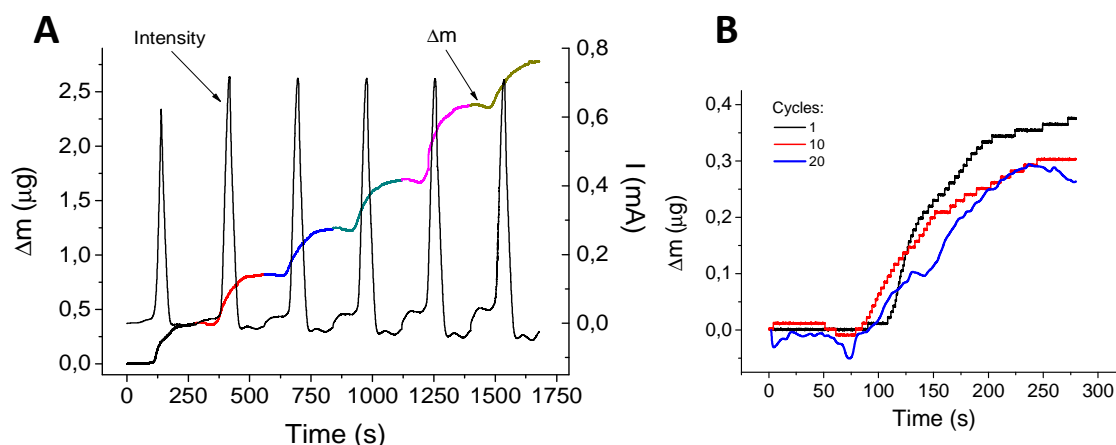 A
Intensity
Δm
Δm (μg)
2,5
2,0
1,5
1,0
0,5
0,0
0,8
0,6
0,4
0,2
0,0
I (mA)
0 250 500 750 1000 1250 1500 1750
Time (s)
B
Cycles:
1
10
20
Δm (μg)
0,4
0,3
0,2
0,1
0,0
0 50 100 150 200 250 300
Time (s)